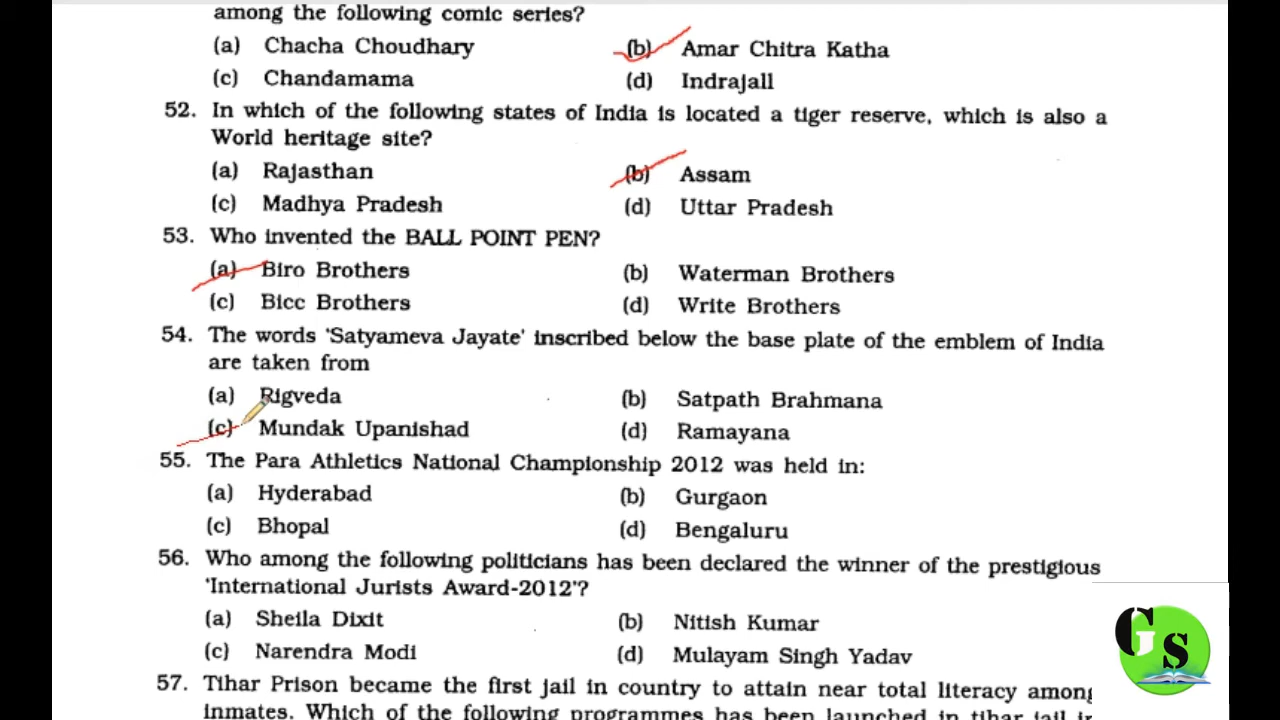 among the following comic series?
(a) Chacha Choudhary (b) Amar Chitra Katha
(c) Chandamama (d) Indrajall
52. In which of the following states of India is located a tiger reserve, which is also a
World heritage site?
(a) Rajasthan (b) Assam
(c) Madhya Pradesh (d) Uttar Pradesh
53. Who invented the BALL POINT PEN?
(a) Biro Brothers (b) Waterman Brothers
(c) Bicc Brothers (d) Write Brothers
54. The words 'Satyameva Jayate' inscribed below the base plate of the emblem of India
are taken from
(a) Rigveda (b) Satpath Brahmana
(c) Mundak Upanishad (d) Ramayana
55. The Para Athletics National Championship 2012 was held in:
(a) Hyderabad (b) Gurgaon
(c) Bhopal (d) Bengaluru
56. Who among the following politicians has been declared the winner of the prestigious
'International Jurists Award-2012'?
(a) Sheila Dixit (b) Nitish Kumar
(c) Narendra Modi (d) Mulayam Singh Yadav
57. Tihar Prison became the first jail in country to attain near total literacy among
inmates. Which of the following programmes has been launched in tihar jail in
GS